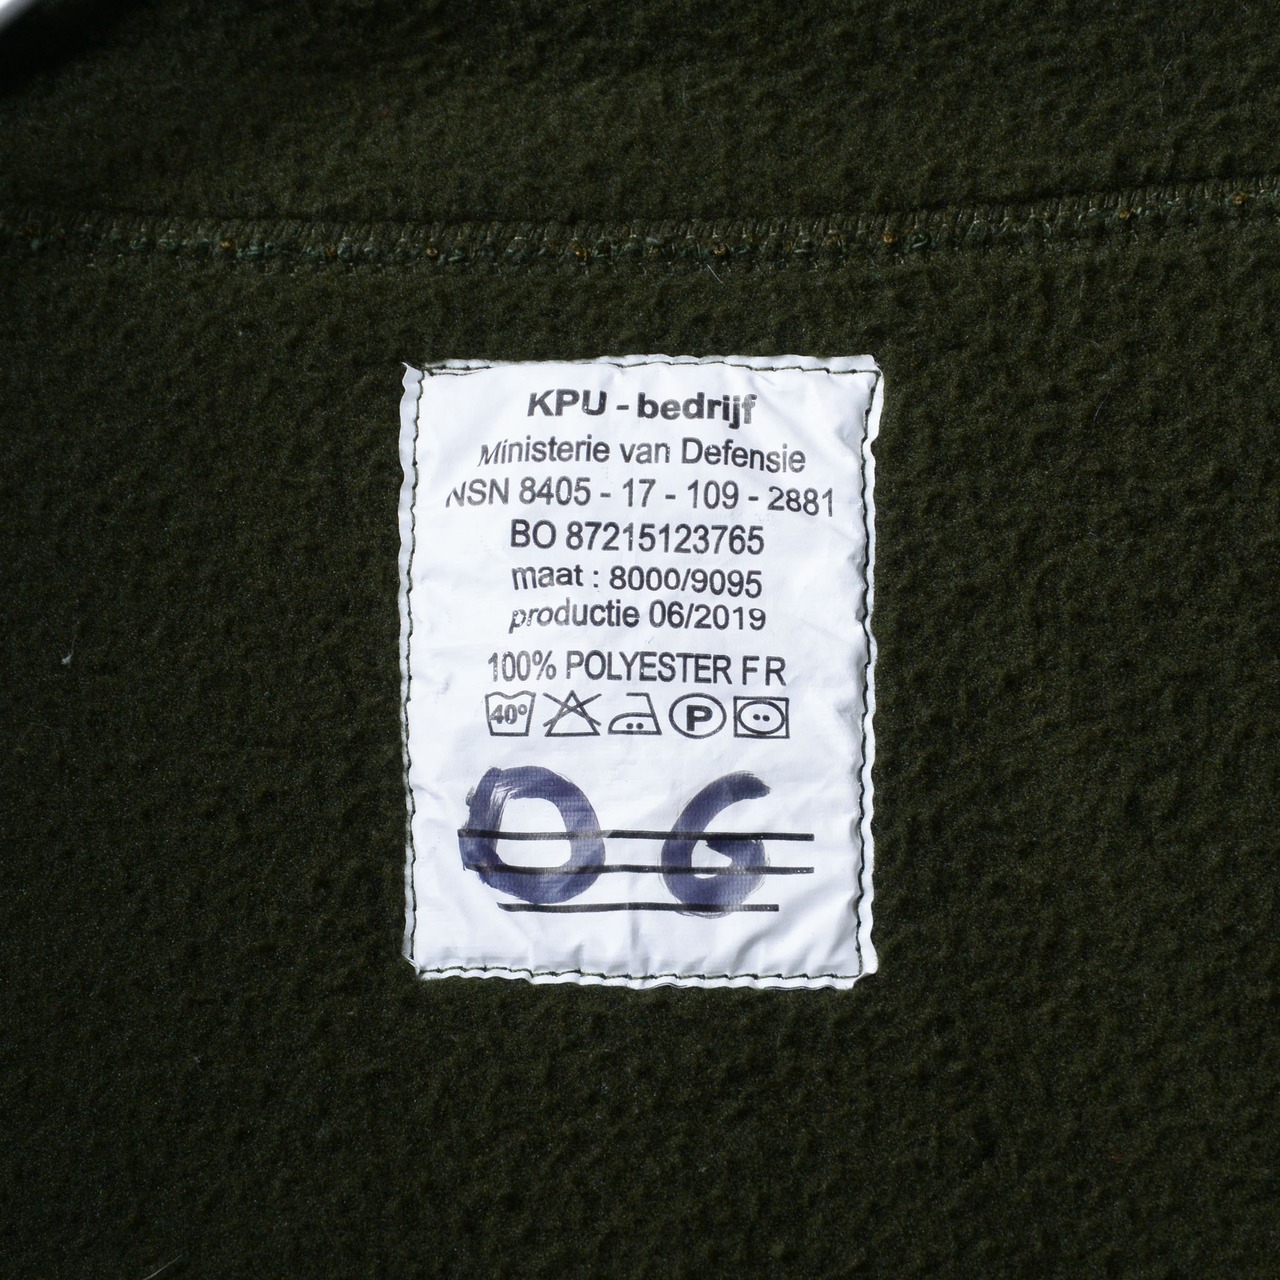 KPU - bedrijf
Ministerie van Defensie
NSN 8405 - 17 - 109 - 2881
BO 87215123765
maat : 8000/9095
productie 06/2019
100% POLYESTER F R
40° P
06